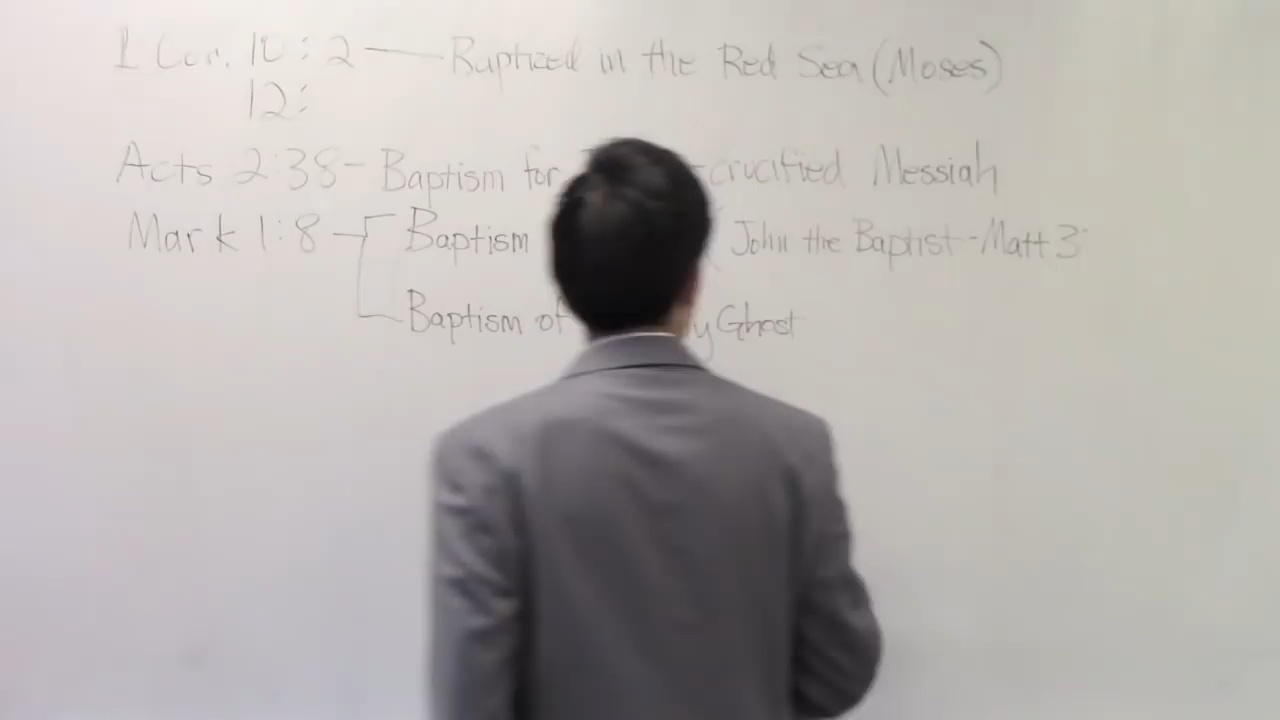 1 Cor. 10:2 — Baptized in the Red Sea (Moses)
12:
Acts 2:38 - Baptism for crucified Messiah
Mark 1:8 Baptism John the Baptist - Matt 3:
Baptism of y Ghost